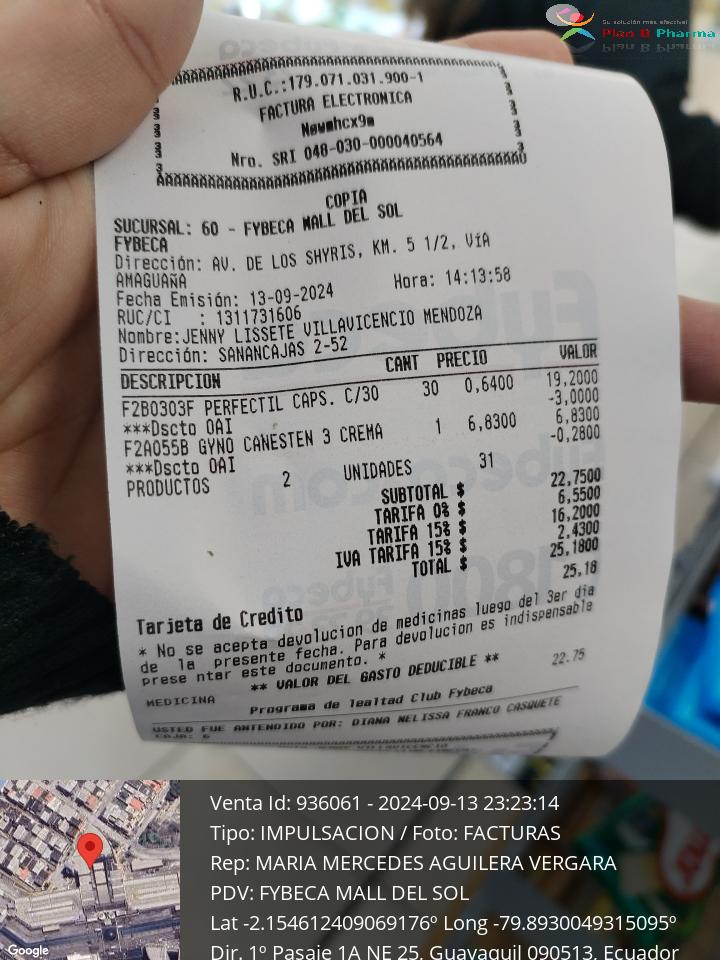 Su solución más efectiva!
Plan B Pharma
R.U.C.:179.071.031.900-1
FACTURA ELECTRONICA
Nøvmhcx9m
Nro. SRI 048-030-000040564
COPIA
SUCURSAL: 60 - FYBECA MALL DEL SOL
FYBECA
Dirección: AV. DE LOS SHYRIS, KM. 5 1/2, VíA
AMAGUAÑA
Fecha Emisión: 13-09-2024 Hora: 14:13:58
RUC/CI : 1311731606
Nombre:JENNY LISSETE VILLAVICENCIO MENDOZA
Dirección: SANANCAJAS 2-52
DESCRIPCION CANT PRECIO VALOR
F2B0303F PERFECTIL CAPS. C/30 30 0,6400 19,2000
***Dscto OAI -3,0000
F2A055B GYNO CANESTEN 3 CREMA 1 6,8300 6,8300
***Dscto OAI -0,2800
PRODUCTOS 2 UNIDADES 31
SUBTOTAL $ 22,7500
TARIFA 0% $ 6,5500
TARIFA 15% $ 16,2000
IVA TARIFA 15% $ 2,4300
TOTAL $ 25,1800
Tarjeta de Credito 25.18
* No se acepta devolucion de medicinas luego del 3er dia
de la presente fecha. Para devolucion es indispensable
prese ntar este documento. *
** VALOR DEL GASTO DEDUCIBLE **
MEDICINA 22.75
Programa de lealtad Club Fybeca
USTED FUE ANTENDIDO POR: DIANA MELISSA FRANCO CASQUETE
CAJA: 6
Venta Id: 936061 - 2024-09-13 23:23:14
Tipo: IMPULSACION / Foto: FACTURAS
Rep: MARIA MERCEDES AGUILERA VERGARA
PDV: FYBECA MALL DEL SOL
Lat -2.154612409069176º Long -79.8930049315095º
Dir. 1º Pasaje 1A NE 25, Guayaquil 090513, Ecuador
Google